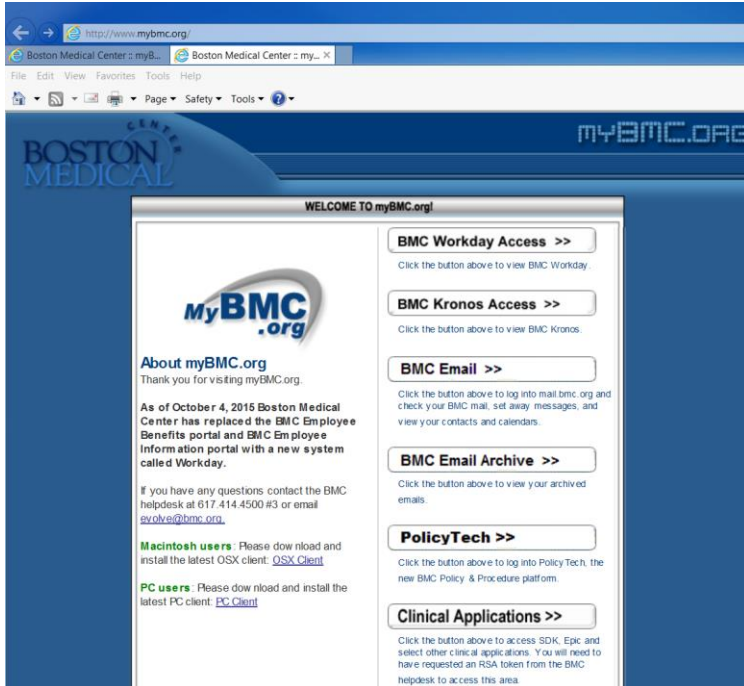 http://www.mybmc.org/
Boston Medical Center :: myB...
Boston Medical Center :: my... ×
File Edit View Favorites Tools Help
Page Safety Tools
CENTER
BOSTON
MEDICAL
myBMC.ORG
WELCOME TO myBMC.org!
MyBMC
.org
About myBMC.org
Thank you for visiting myBMC.org.
As of October 4, 2015 Boston Medical
Center has replaced the BMC Employee
Benefits portal and BMC Employee
Information portal with a new system
called Workday.
If you have any questions contact the BMC
helpdesk at 617.414.4500 #3 or email
evolve@bmc.org.
Macintosh users: Please dow nload and
install the latest OSX client: OSX Client
PC users: Please dow nload and install the
latest PC client: PC Client
BMC Workday Access >>
Click the button above to view BMC Workday.
BMC Kronos Access >>
Click the button above to view BMC Kronos.
BMC Email >>
Click the button above to log into mail.bmc.org and
check your BMC mail, set away messages, and
view your contacts and calendars.
BMC Email Archive >>
Click the button above to view your archived
emails.
PolicyTech >>
Click the button above to log into PolicyTech, the
new BMC Policy & Procedure platform.
Clinical Applications >>
Click the button above to access SDK, Epic and
select other clinical applications. You will need to
have requested an RSA token from the BMC
helpdesk to access this area.